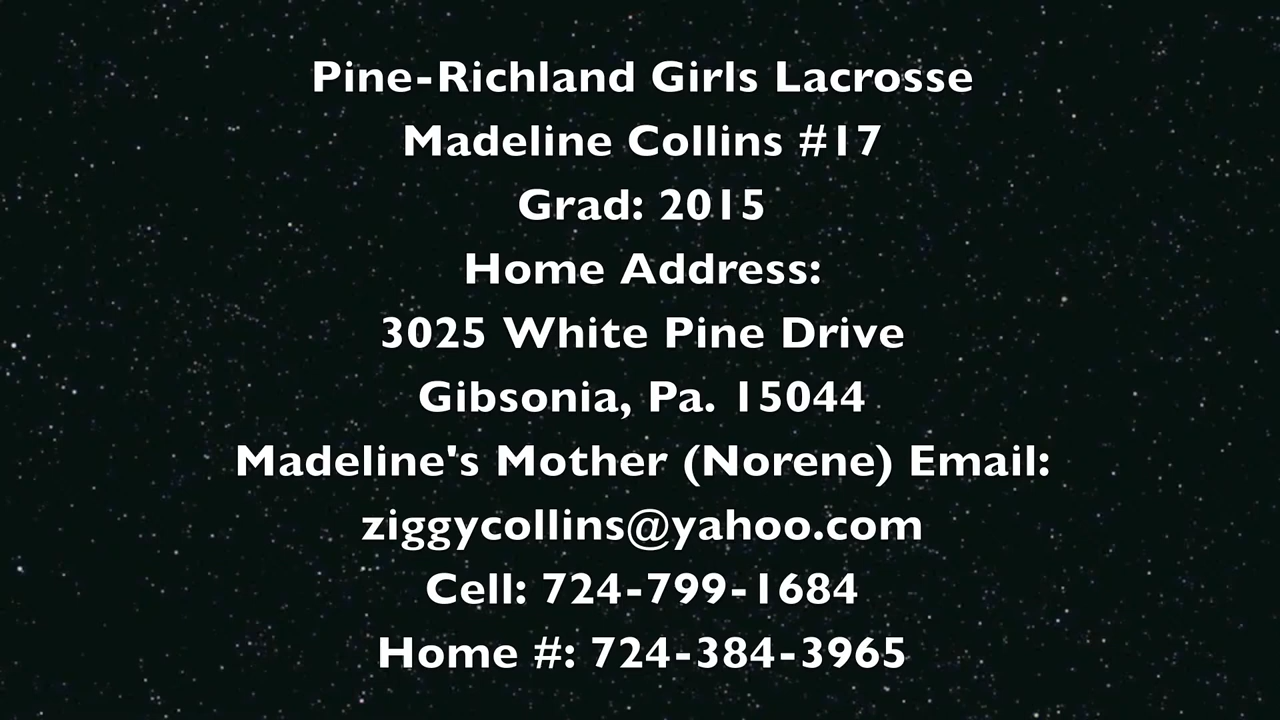 Pine-Richland Girls Lacrosse
Madeline Collins #17
Grad: 2015
Home Address:
3025 White Pine Drive
Gibsonia, Pa. 15044
Madeline's Mother (Norene) Email:
ziggycollins@yahoo.com
Cell: 724-799-1684
Home #: 724-384-3965